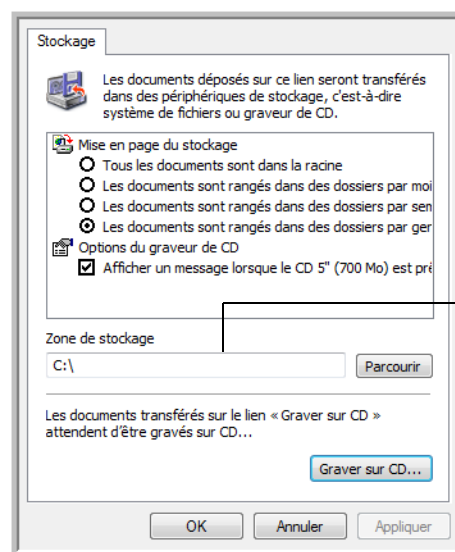 Stockage
Les documents déposés sur ce lien seront transférés
dans des périphériques de stockage, c'est-à-dire
système de fichiers ou graveur de CD.
Mise en page du stockage
Tous les documents sont dans la racine
Les documents sont rangés dans des dossiers par moi
Les documents sont rangés dans des dossiers par sen
Les documents sont rangés dans des dossiers par ger
Options du graveur de CD
Afficher un message lorsque le CD 5" (700 Mo) est prê
Zone de stockage
C:\
Parcourir
Les documents transférés sur le lien « Graver sur CD »
attendent d'être gravés sur CD...
Graver sur CD...
OK
Annuler
Appliquer